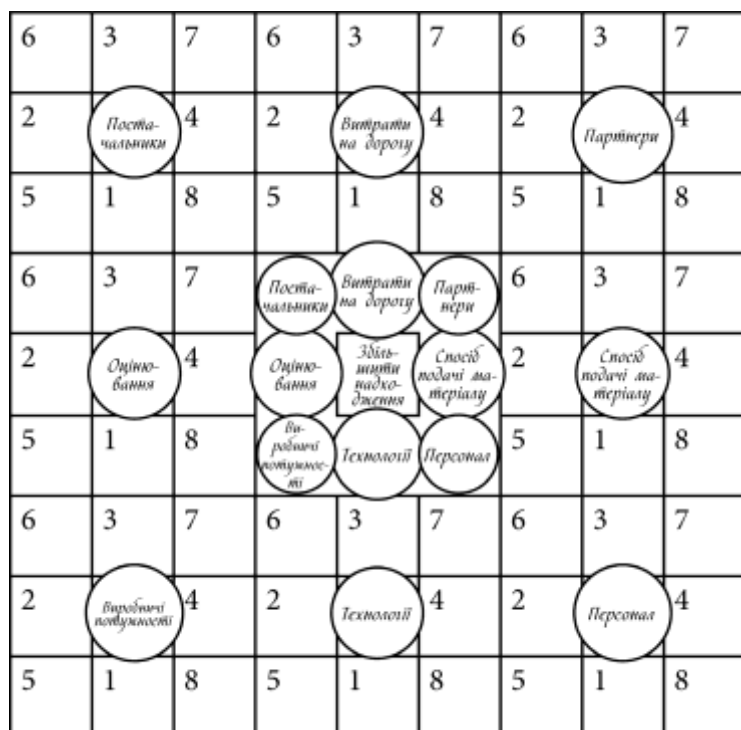 6 3 7 6 3 7 6 3 7
2 Поста-
чальники 4 2 Витрати
на дорогу 4 2 Партнери 4
5 1 8 5 1 8 5 1 8
6 3 7 Поста-
чальники Витрати
на дорогу Парт-
нери 6 3 7
2 Оціню-
вання 4 Оціню-
вання Збіль-
шити
надхо-
дження Спосіб
подачі ма-
теріалу 2 Спосіб
подачі ма-
теріалу 4
5 1 8 Ви-
робничі
потужнос-
ті Технології Персонал 5 1 8
6 3 7 6 3 7 6 3 7
2 Виробничі
потужності 4 2 Технології 4 2 Персонал 4
5 1 8 5 1 8 5 1 8